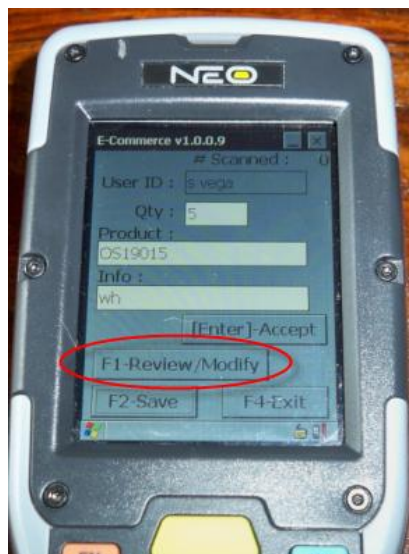 NEO
E-Commerce v1.0.0.9
# Scanned : 0
User ID : s vega
Qty : 5
Product :
OS19015
Info :
wh
[Enter]-Accept
F1-Review/Modify
F2-Save F4-Exit